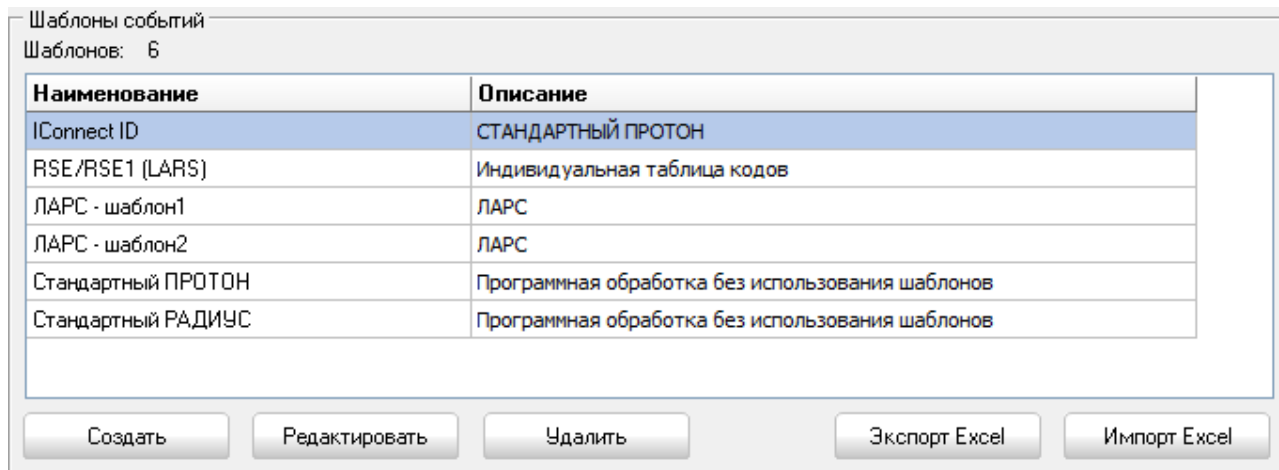 Шаблоны событий
Шаблонов: 6
Наименование Описание
IConnect ID СТАНДАРТНЫЙ ПРОТОН
RSE/RSE1 (LARS) Индивидуальная таблица кодов
ЛАРС - шаблон1 ЛАРС
ЛАРС - шаблон2 ЛАРС
Стандартный ПРОТОН Программная обработка без использования шаблонов
Стандартный РАДИУС Программная обработка без использования шаблонов
Создать Редактировать Удалить Экспорт Excel Импорт Excel